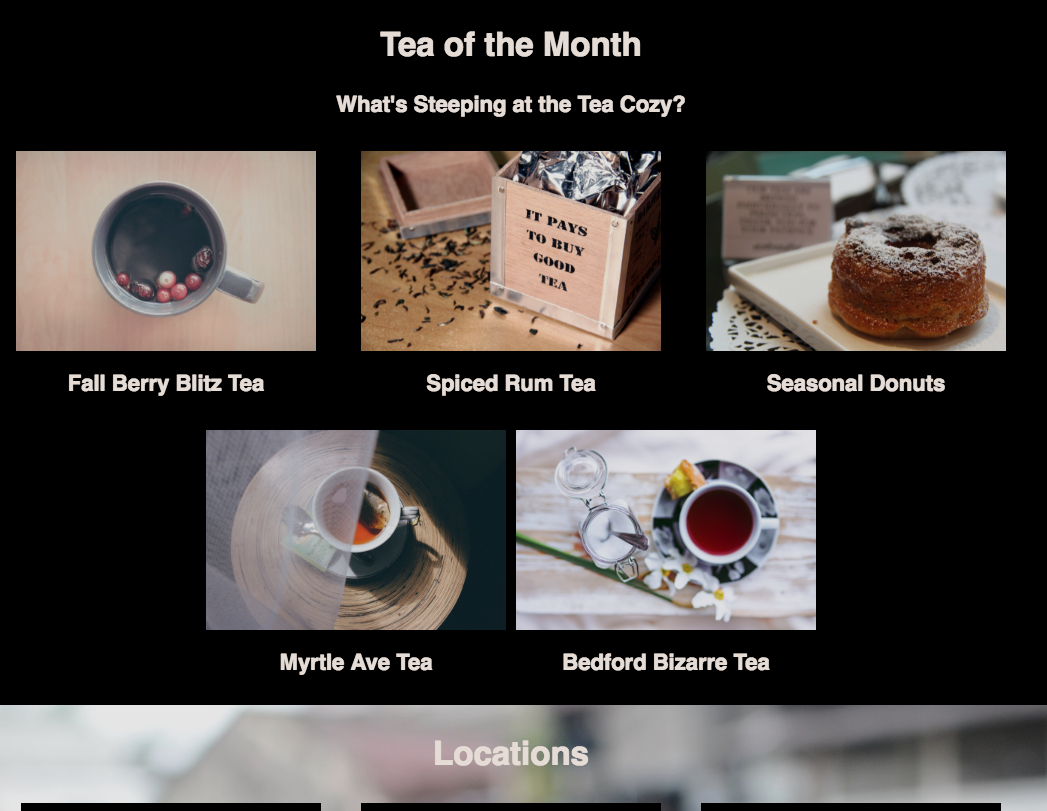 Tea of the Month
What's Steeping at the Tea Cozy?
IT PAYS
TO BUY
GOOD
TEA
Fall Berry Blitz Tea
Spiced Rum Tea
Seasonal Donuts
Myrtle Ave Tea
Bedford Bizarre Tea
Locations